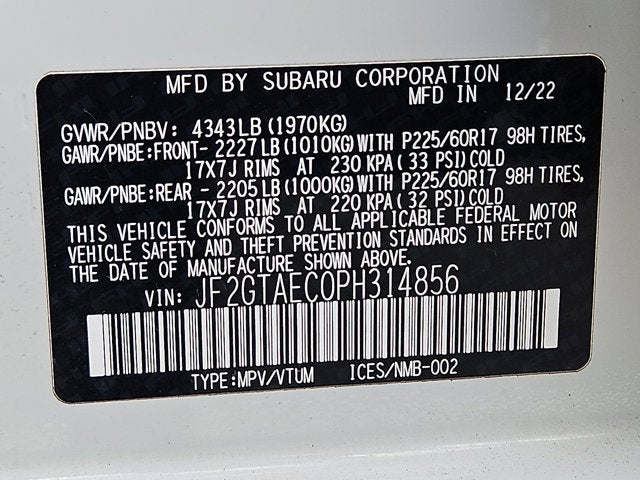 MFD BY SUBARU CORPORATION
MFD IN 12/22
GVWR/PNBV: 4343LB(1970KG)
GAWR/PNBE:FRONT- 2227LB(1010KG)WITH P225/60R17 98H TIRES,
17X7J RIMS AT 230 KPA( 33 PSI)COLD
GAWR/PNBE:REAR - 2205LB(1000KG)WITH P225/60R17 98H TIRES,
17X7J RIMS AT 220 KPA( 32 PSI)COLD
THIS VEHICLE CONFORMS TO ALL APPLICABLE FEDERAL MOTOR
VEHICLE SAFETY AND THEFT PREVENTION STANDARDS IN EFFECT ON
THE DATE OF MANUFACTURE SHOWN ABOVE.
VIN: JF2GTAEC0PH314856
TYPE:MPV/VTUM ICES/NMB-002